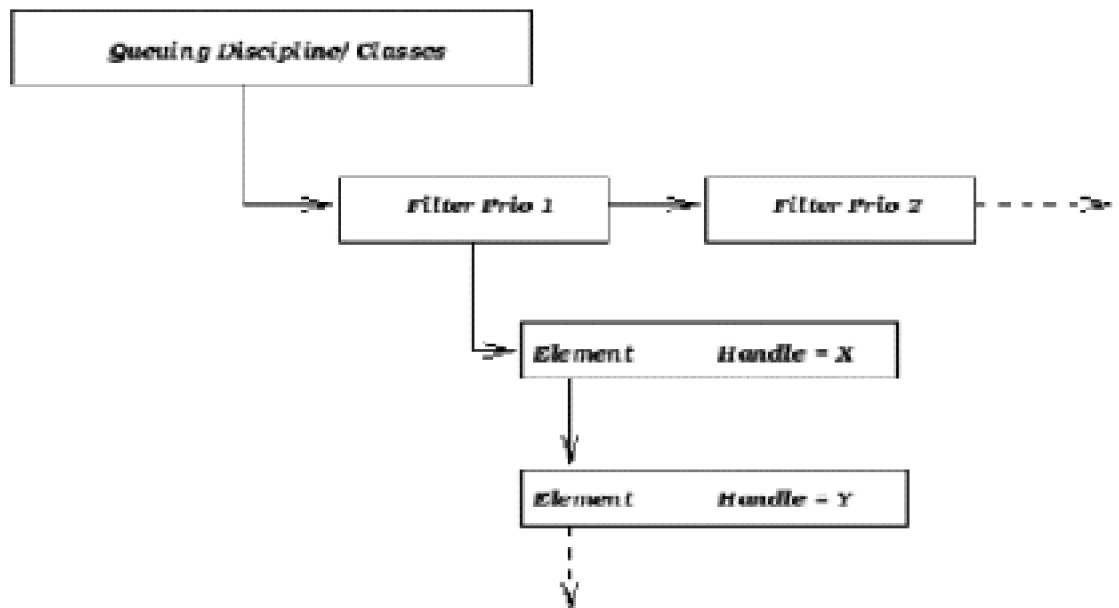 Queuing Discipline/ Classes
Filter Prio 1
Filter Prio 2
Element Handle = X
Element Handle = Y